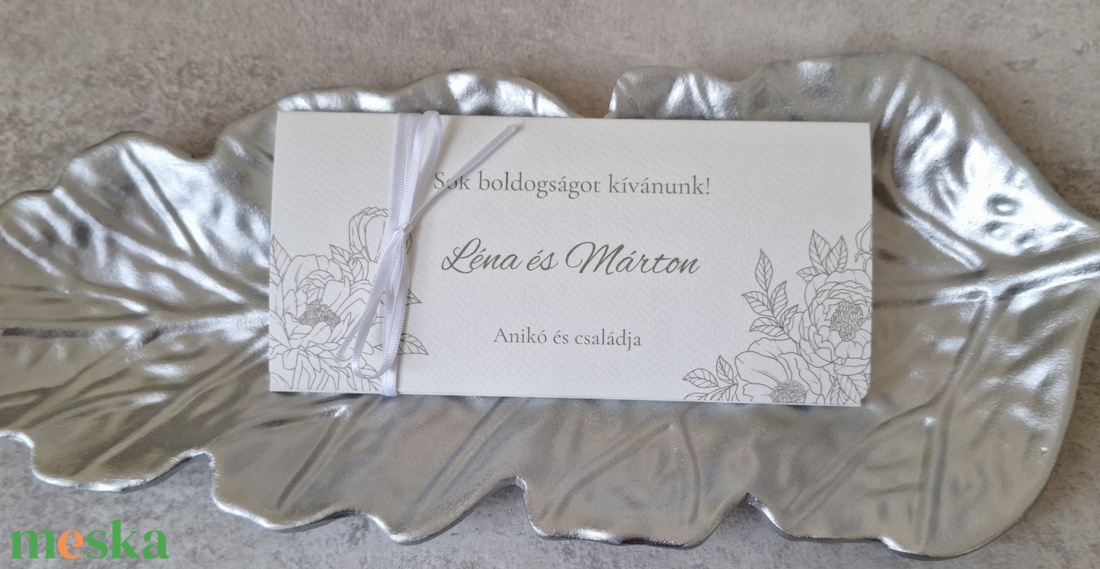 Sok boldogságot kívánunk!
Léna és Márton
Anikó és családja
meska